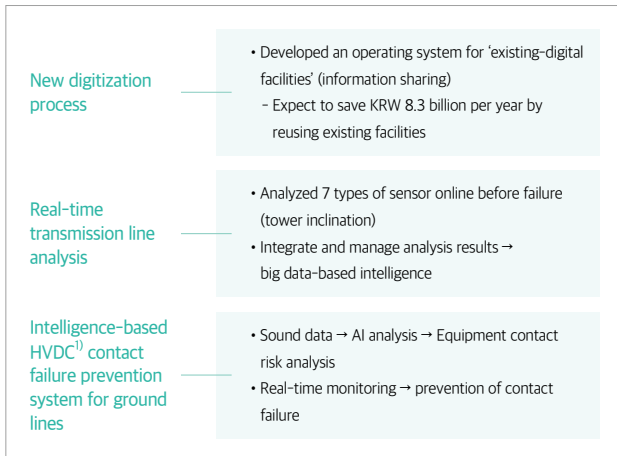 New digitization
process
• Developed an operating system for ‘existing-digital
facilities’ (information sharing)
- Expect to save KRW 8.3 billion per year by
reusing existing facilities
Real-time
transmission line
analysis
• Analyzed 7 types of sensor online before failure
(tower inclination)
• Integrate and manage analysis results →
big data-based intelligence
Intelligence-based
HVDC1) contact
failure prevention
system for ground
lines
• Sound data → AI analysis → Equipment contact
risk analysis
• Real-time monitoring → prevention of contact
failure